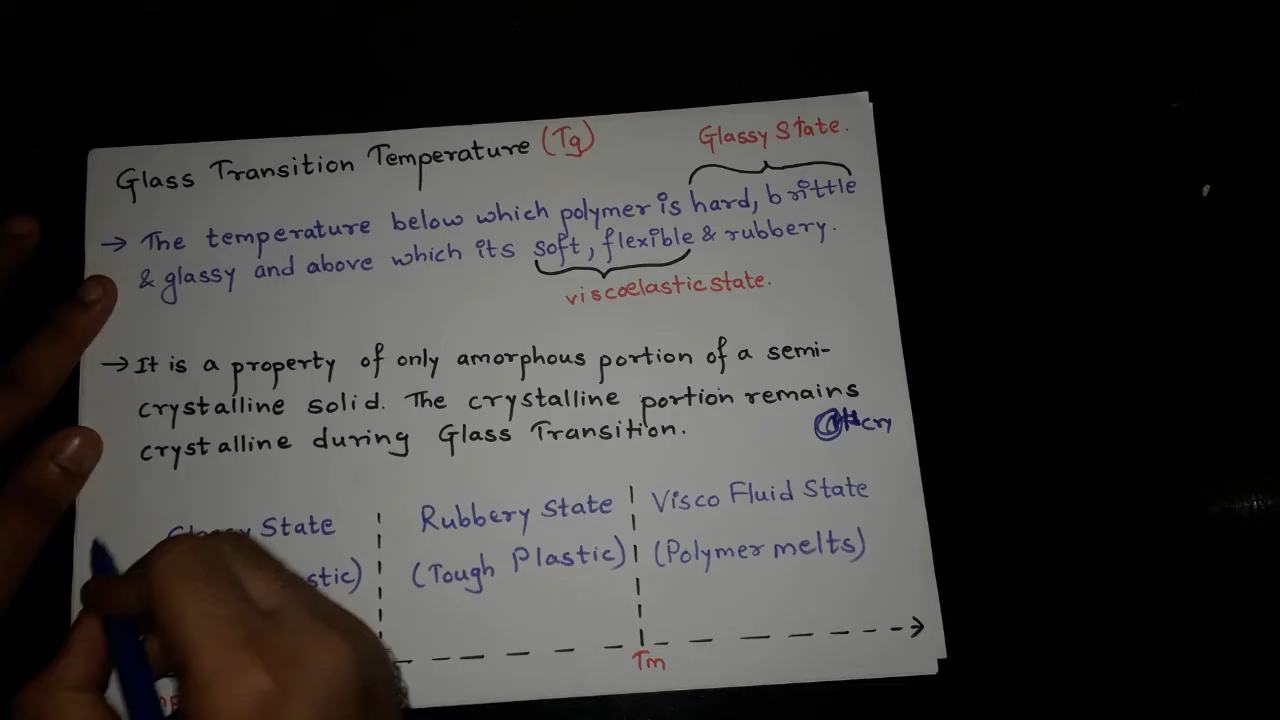 Glass Transition Temperature (Tg)
Glassy State.
→ The temperature below which polymer is hard, brittle
& glassy and above which its soft, flexible & rubbery.
viscoelastic state.
→ It is a property of only amorphous portion of a semi-
crystalline solid. The crystalline portion remains
crystalline during Glass Transition.
cry
Glassy State
Rubbery State
(Tough Plastic)
Visco Fluid State
(Polymer melts)
Tm